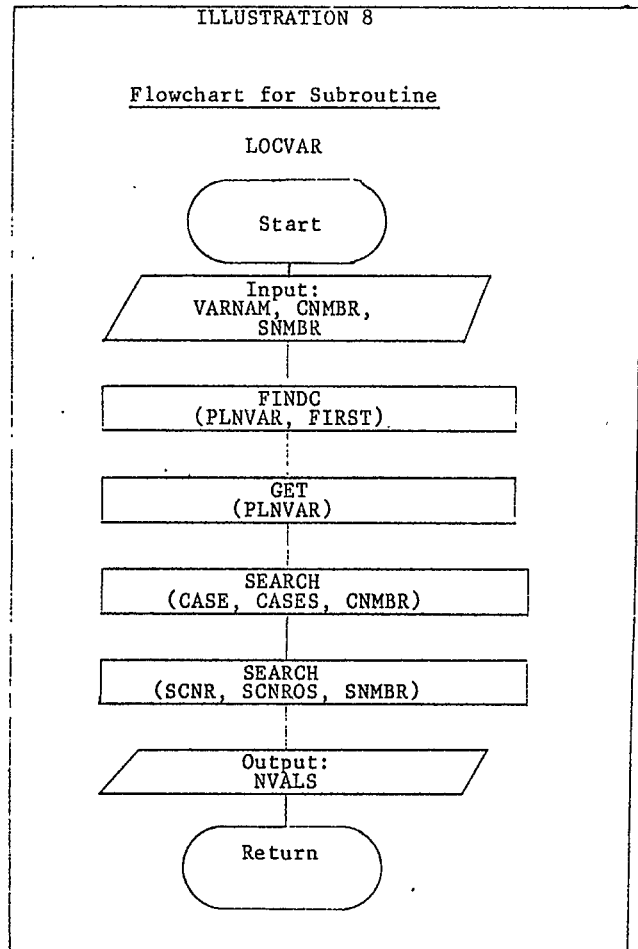 ILLUSTRATION 8
Flowchart for Subroutine
LOCVAR
Start
Input:
VARNAM, CNMBR,
SNMBR
FINDC
(PLNVAR, FIRST)
GET
(PLNVAR)
SEARCH
(CASE, CASES, CNMBR)
SEARCH
(SCNR, SCNROS, SNMBR)
Output:
NVALS
Return